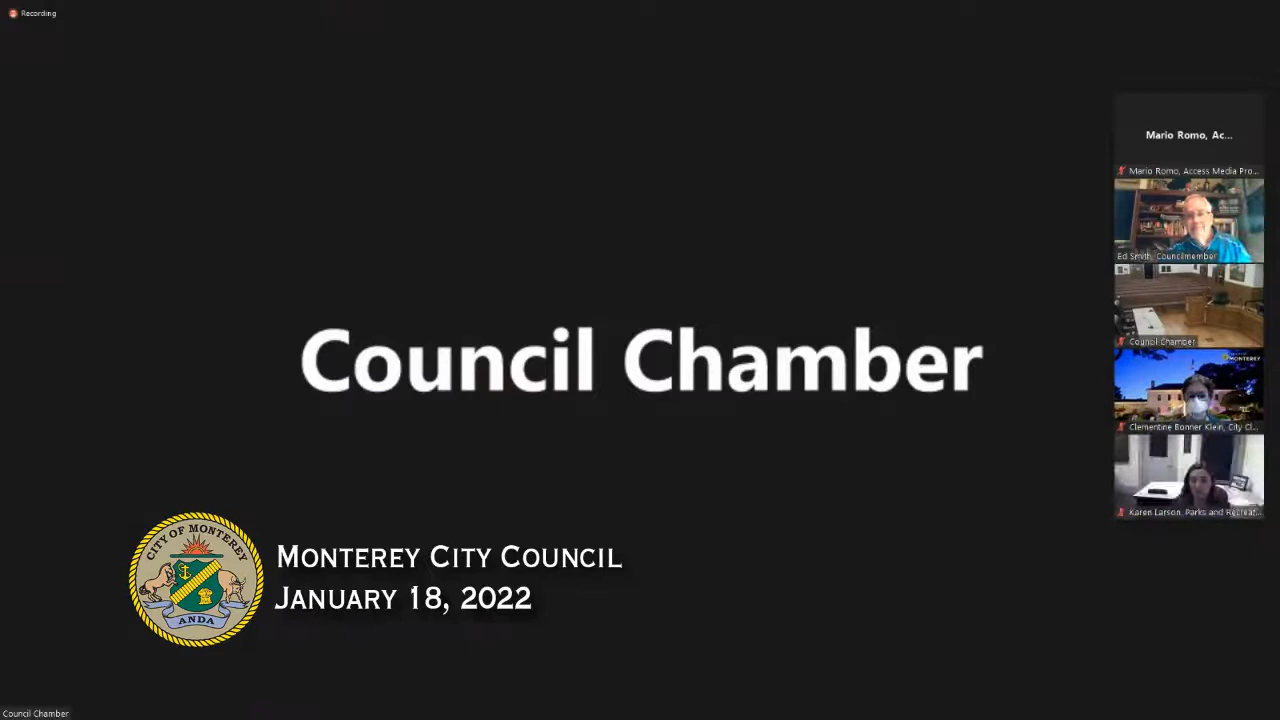 Recording
Mario Romo, Ac...
Mario Romo, Access Media Pro...
Ed Smith, Councilmember
Council Chamber
MONTEREY
Clementine Bonner Klein, City Cl...
Karen Larson, Parks and Recreat...
Council Chamber
CITY OF MONTEREY
ANDA
MONTEREY CITY COUNCIL
JANUARY 18, 2022
Council Chamber